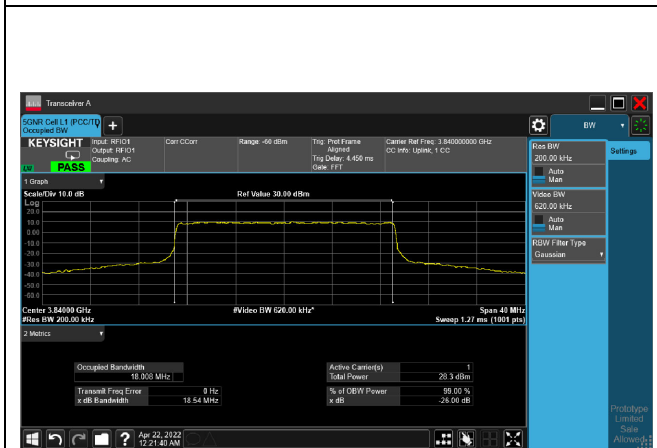 Transceiver A
5GNR Cell L1 (PCC/TD
Occupied BW
KEYSIGHT
PASS
Input: RFIO1
Output: RFIO1
Coupling: AC
Corr CCorr
Range: -60 dBm
Trig: Prot Frame
Aligned
Trig Delay: 4.450 ms
Gate: FFT
Carrier Ref Freq: 3.840000000 GHz
CC Info: Uplink, 1 CC
1 Graph
Scale/Div 10.0 dB
Ref Value 30.00 dBm
Log
20.0
10.0
0.00
-10.0
-20.0
-30.0
-40.0
-50.0
-60.0
Center 3.84000 GHz
#Res BW 200.00 kHz
#Video BW 620.00 kHz*
Span 40 MHz
Sweep 1.27 ms (1001 pts)
2 Metrics
Occupied Bandwidth
18.008 MHz
Transmit Freq Error 0 Hz
x dB Bandwidth 18.54 MHz
Active Carrier(s) 1
Total Power 28.3 dBm
% of OBW Power 99.00 %
x dB -26.00 dB
BW
Res BW
200.00 kHz
Auto
Man
Video BW
620.00 kHz
Auto
Man
RBW Filter Type
Gaussian
Settings
Prototype
Limited
Sale
Allowed
Apr 22, 2022
12:21:40 AM